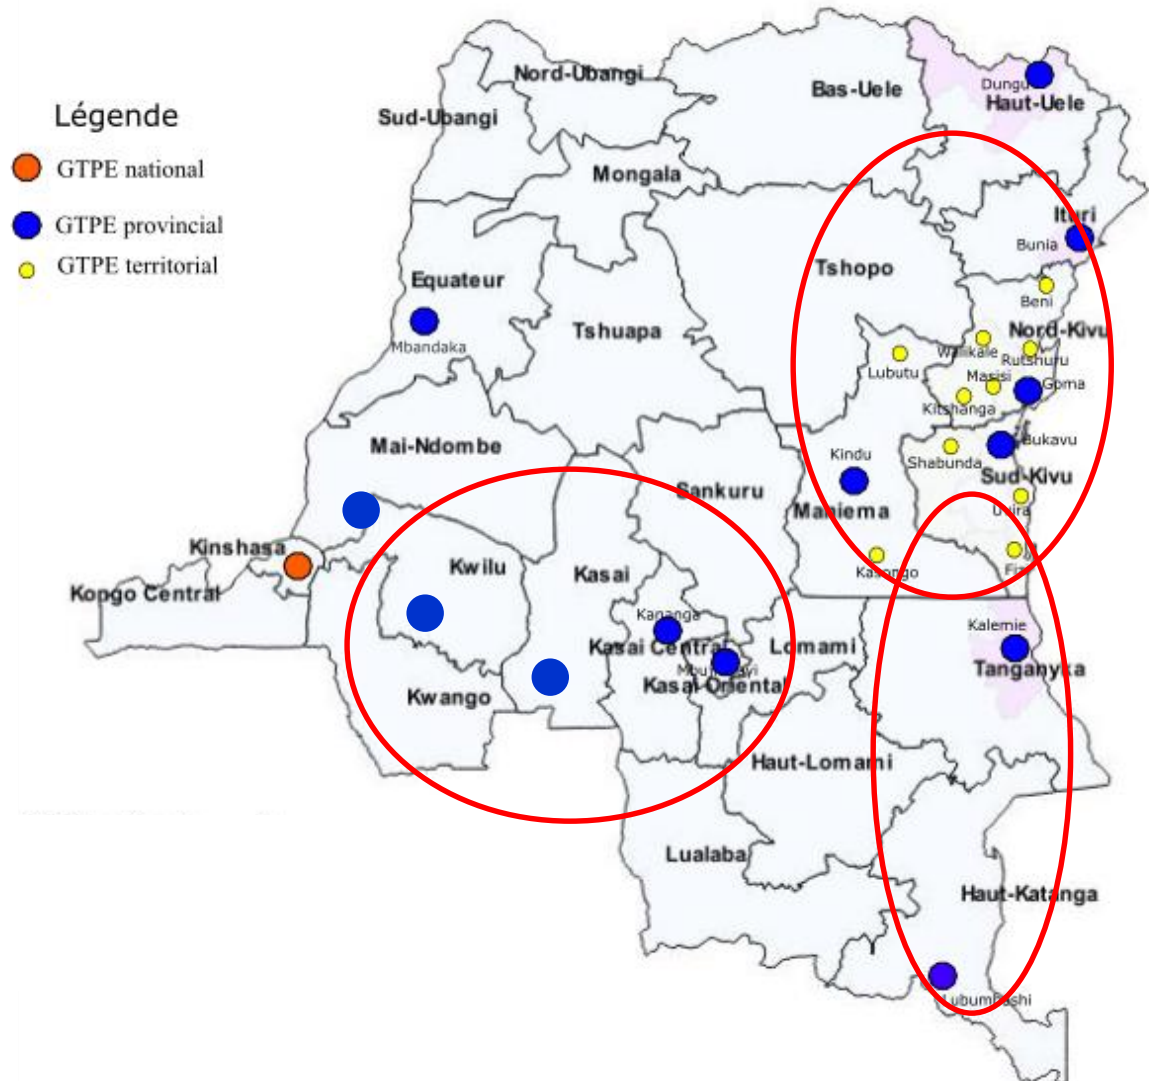 Légende
GTPE national
GTPE provincial
GTPE territorial
Nord-Ubangi
Sud-Ubangi
Bas-Uele
Dungu
Haut-Uele
Mongala
Ituri
Bunia
Equateur
Mbandaka
Tshuapa
Tshopo
Beni
Nord-Kivu
Walikale
Rutshuru
Lubutu
Masisi
Goma
Kitshanga
Mai-Ndombe
Sankuru
Kindu
Maniema
Shabunda
Bukavu
Sud-Kivu
Uvira
Kinshasa
Kongo Central
Kwilu
Kasai
Kasongo
Kananga
Kasai Central
Lomami
Kasai Oriental
Kwango
Kalemie
Tanganyka
Haut-Lomami
Lualaba
Haut-Katanga
Lubumbashi